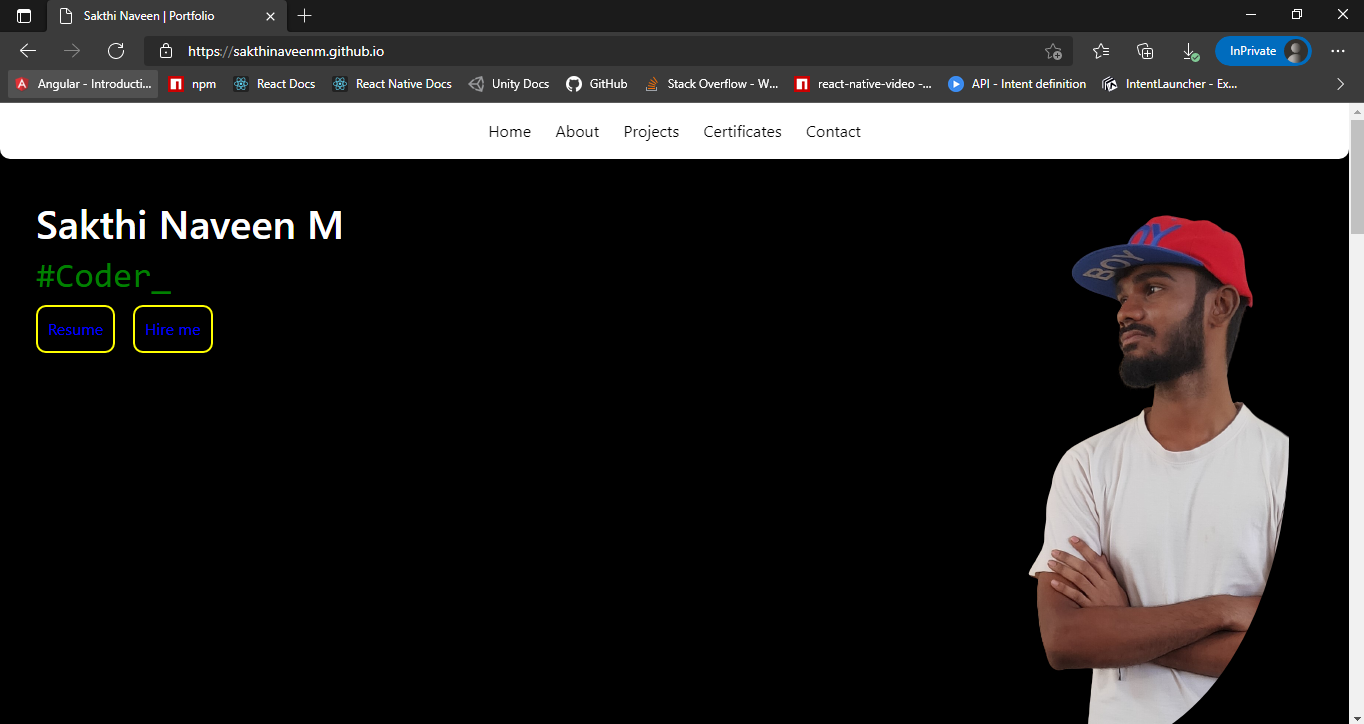 Sakthi Naveen | Portfolio
https://sakthinaveenm.github.io
InPrivate
Angular - Introducti... npm React Docs React Native Docs Unity Docs GitHub Stack Overflow - W... react-native-video -... API - Intent definition IntentLauncher - Ex...
Home About Projects Certificates Contact
Sakthi Naveen M
#Coder_
Resume Hire me
BOY